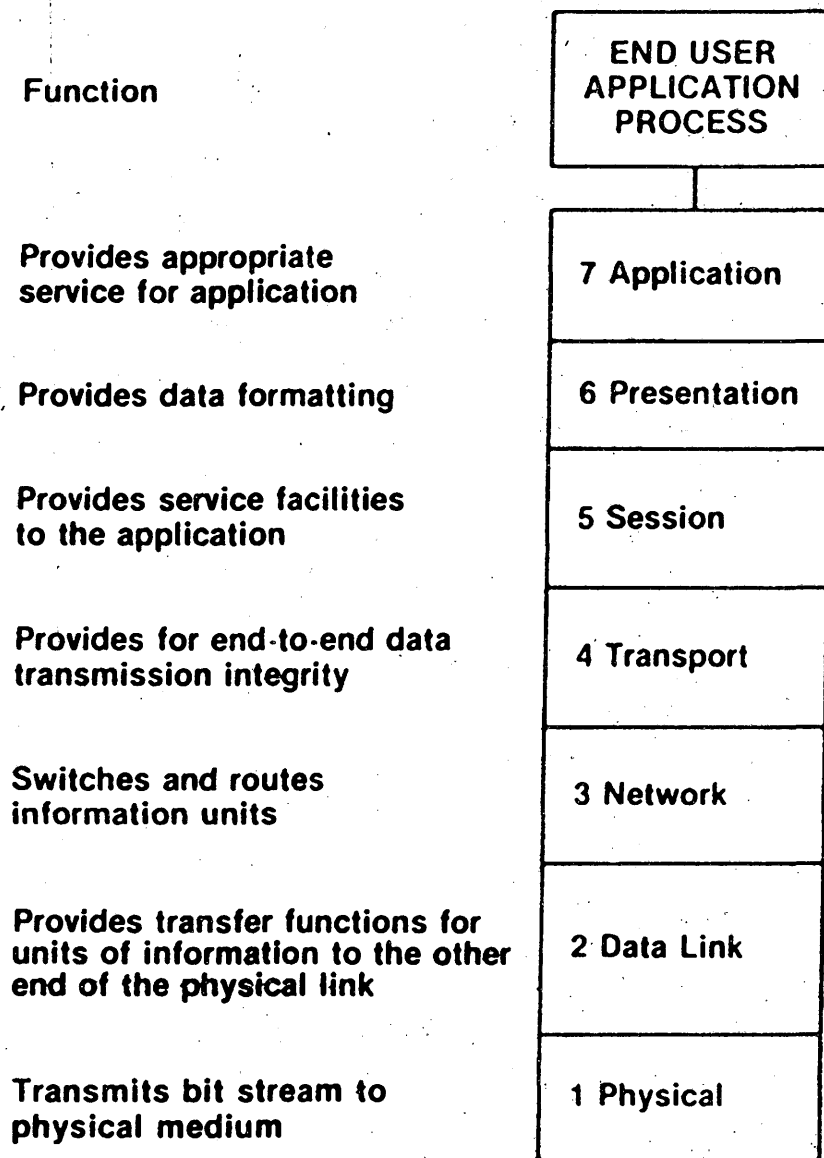 Function
END USER
APPLICATION
PROCESS
Provides appropriate
service for application
7 Application
Provides data formatting
6 Presentation
Provides service facilities
to the application
5 Session
Provides for end-to-end data
transmission integrity
4 Transport
Switches and routes
information units
3 Network
Provides transfer functions for
units of information to the other
end of the physical link
2 Data Link
Transmits bit stream to
physical medium
1 Physical